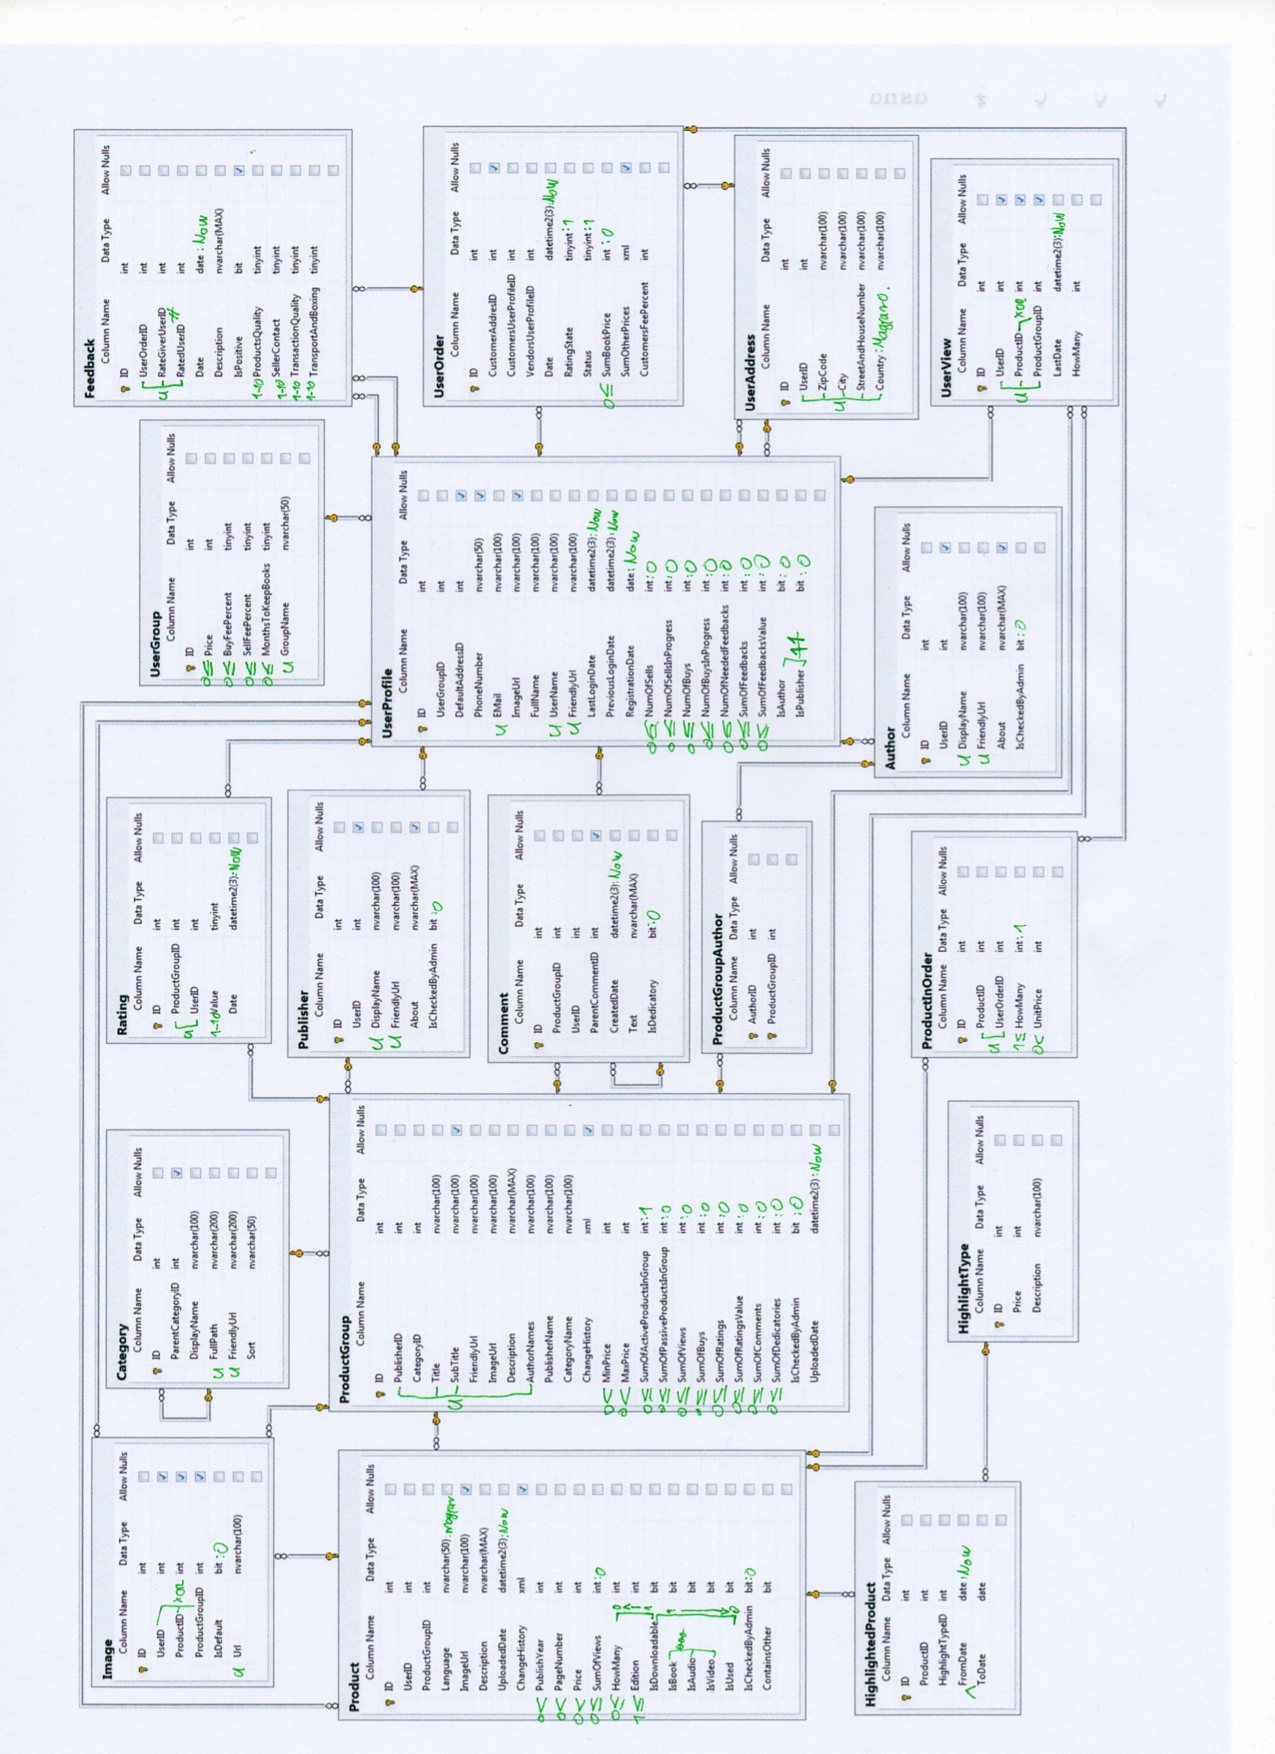 Feedback
Column Name Data Type Allow Nulls
ID int
UserOrderID int
U RateGiverUserID int
RatedUserID int
Date date : Now
Description nvarchar(MAX)
IsPositive bit
1-10 ProductsQuality tinyint
1-10 SellerContact tinyint
1-10 TransactionQuality tinyint
1-10 TransportAndBoxing tinyint
UserOrder
Column Name Data Type Allow Nulls
ID int
CustomerAddresID int
CustomersUserProfileID int
VendorsUserProfileID int
Date datetime2(3) : Now
RatingState tinyint : 1
Status tinyint : 1
0≤ SumBookPrice int : 0
SumOtherPrices xml
CustomersFeePercent int
UserAddress
Column Name Data Type Allow Nulls
ID int
UserID int
ZipCode nvarchar(100)
U City nvarchar(100)
StreetAndHouseNumber nvarchar(100)
Country : Magyaro. nvarchar(100)
UserView
Column Name Data Type Allow Nulls
ID int
UserID int
U ProductID XOR int
ProductGroupID int
LastDate datetime2(3) : Now
HowMany int
UserGroup
Column Name Data Type Allow Nulls
ID int
0≤ Price int
0≤ BuyFeePercent tinyint
0≤ SellFeePercent tinyint
0≤ MonthsToKeepBooks tinyint
U GroupName nvarchar(50)
UserProfile
Column Name Data Type Allow Nulls
ID int
UserGroupID int
DefaultAddressID int
PhoneNumber nvarchar(50)
U EMail nvarchar(100)
ImageUrl nvarchar(100)
FullName nvarchar(100)
U UserName nvarchar(100)
U FriendlyUrl nvarchar(100)
LastLoginDate datetime2(3) : Now
PreviousLoginDate datetime2(3) : Now
RegistrationDate date : Now
0≤ NumOfSells int : 0
0≤ NumOfSellsInProgress int : 0
0≤ NumOfBuys int : 0
0≤ NumOfBuysInProgress int : 0
0≤ NumOfNeededFeedbacks int : 0
0≤ SumOfFeedbacks int : 0
0≤ SumOfFeedbacksValue int : 0
IsAuthor bit : 0
IsPublisher bit : 0
Author
Column Name Data Type Allow Nulls
ID int
UserID int
U DisplayName nvarchar(100)
U FriendlyUrl nvarchar(100)
About nvarchar(MAX)
IsCheckedByAdmin bit : 0
Rating
Column Name Data Type Allow Nulls
ID int
U ProductGroupID int
UserID int
1-10 Value tinyint
Date datetime2(3) : Now
Publisher
Column Name Data Type Allow Nulls
ID int
UserID int
U DisplayName nvarchar(100)
U FriendlyUrl nvarchar(100)
About nvarchar(MAX)
IsCheckedByAdmin bit : 0
Comment
Column Name Data Type Allow Nulls
ID int
ProductGroupID int
UserID int
ParentCommentID int
CreatedDate datetime2(3) : Now
Text nvarchar(MAX)
IsDedicatory bit : 0
ProductGroupAuthor
Column Name Data Type Allow Nulls
AuthorID int
ProductGroupID int
ProductInOrder
Column Name Data Type Allow Nulls
ID int
U ProductID int
UserOrderID int
1≤ HowMany int : 1
0< UnitPrice int
Category
Column Name Data Type Allow Nulls
ID int
ParentCategoryID int
DisplayName nvarchar(100)
U FullPath nvarchar(200)
U FriendlyUrl nvarchar(200)
Sort nvarchar(50)
ProductGroup
Column Name Data Type Allow Nulls
ID int
PublisherID int
CategoryID int
Title nvarchar(100)
U SubTitle nvarchar(100)
FriendlyUrl nvarchar(100)
ImageUrl nvarchar(100)
Description nvarchar(MAX)
AuthorNames nvarchar(100)
PublisherName nvarchar(100)
CategoryName nvarchar(100)
ChangeHistory xml
0< MinPrice int
0< MaxPrice int
0≤ SumOfActiveProductsInGroup int : 1
0≤ SumOfPassiveProductsInGroup int : 0
0≤ SumOfViews int : 0
0≤ SumOfBuys int : 0
0≤ SumOfRatings int : 0
0≤ SumOfRatingsValue int : 0
0≤ SumOfComments int : 0
0≤ SumOfDedicatories int : 0
IsCheckedByAdmin bit : 0
UploadedDate datetime2(3) : Now
HighlightType
Column Name Data Type Allow Nulls
ID int
Price int
Description nvarchar(100)
Image
Column Name Data Type Allow Nulls
ID int
UserID int
ProductID XOR int
ProductGroupID int
IsDefault bit : 0
U Url nvarchar(100)
Product
Column Name Data Type Allow Nulls
ID int
UserID int
ProductGroupID int
Language nvarchar(50) : magyar
ImageUrl nvarchar(100)
Description nvarchar(MAX)
UploadedDate datetime2(3) : Now
ChangeHistory xml
0< PublishYear int
0< PageNumber int
0< Price int
0≤ SumOfViews int : 0
0≤ HowMany int
1≤ Edition int
IsDownloadable bit
IsBook bit
IsAudio bit
IsVideo bit
IsUsed bit
IsCheckedByAdmin bit : 0
ContainsOther bit
HighlightedProduct
Column Name Data Type Allow Nulls
ID int
ProductID int
HighlightTypeID int
FromDate date : Now
ToDate date